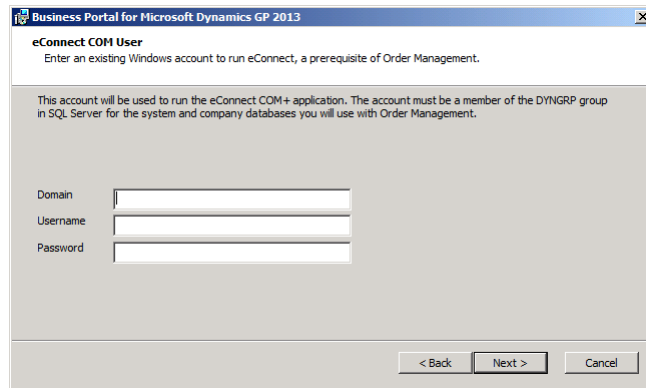 Business Portal for Microsoft Dynamics GP 2013
eConnect COM User
Enter an existing Windows account to run eConnect, a prerequisite of Order Management.
This account will be used to run the eConnect COM+ application. The account must be a member of the DYNGRP group
in SQL Server for the system and company databases you will use with Order Management.
Domain
Username
Password
< Back Next > Cancel